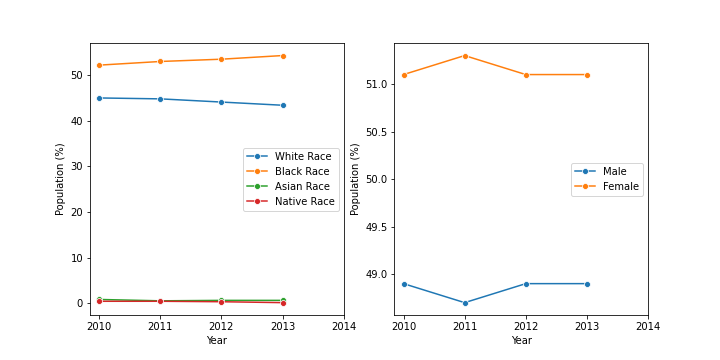 50
40
30
20
10
0
Population (%)
2010 2011 2012 2013 2014
Year
White Race
Black Race
Asian Race
Native Race
51.0
50.5
50.0
49.5
49.0
Population (%)
2010 2011 2012 2013 2014
Year
Male
Female